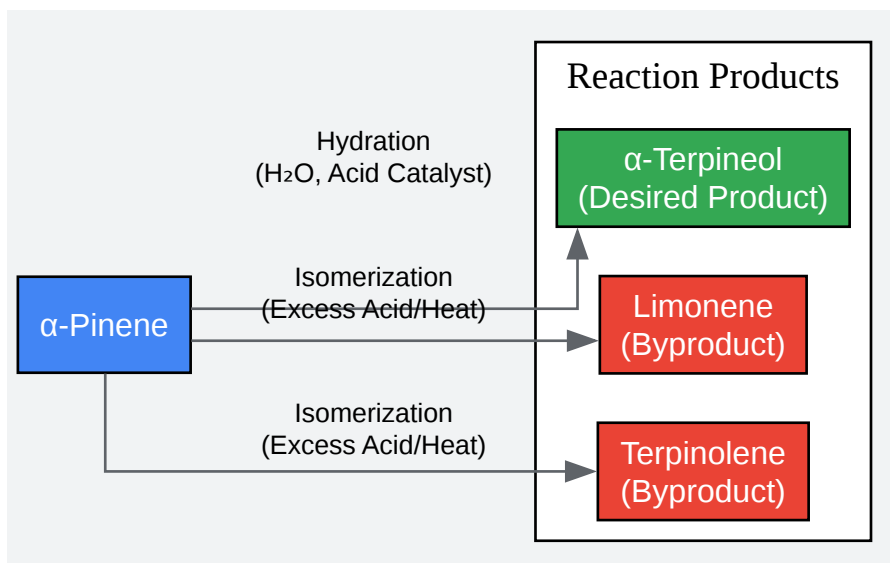 Reaction Products
Hydration
(H₂O, Acid Catalyst)
α-Terpineol
(Desired Product)
Isomerization
(Excess Acid/Heat)
α-Pinene
Limonene
(Byproduct)
Isomerization
(Excess Acid/Heat)
Terpinolene
(Byproduct)